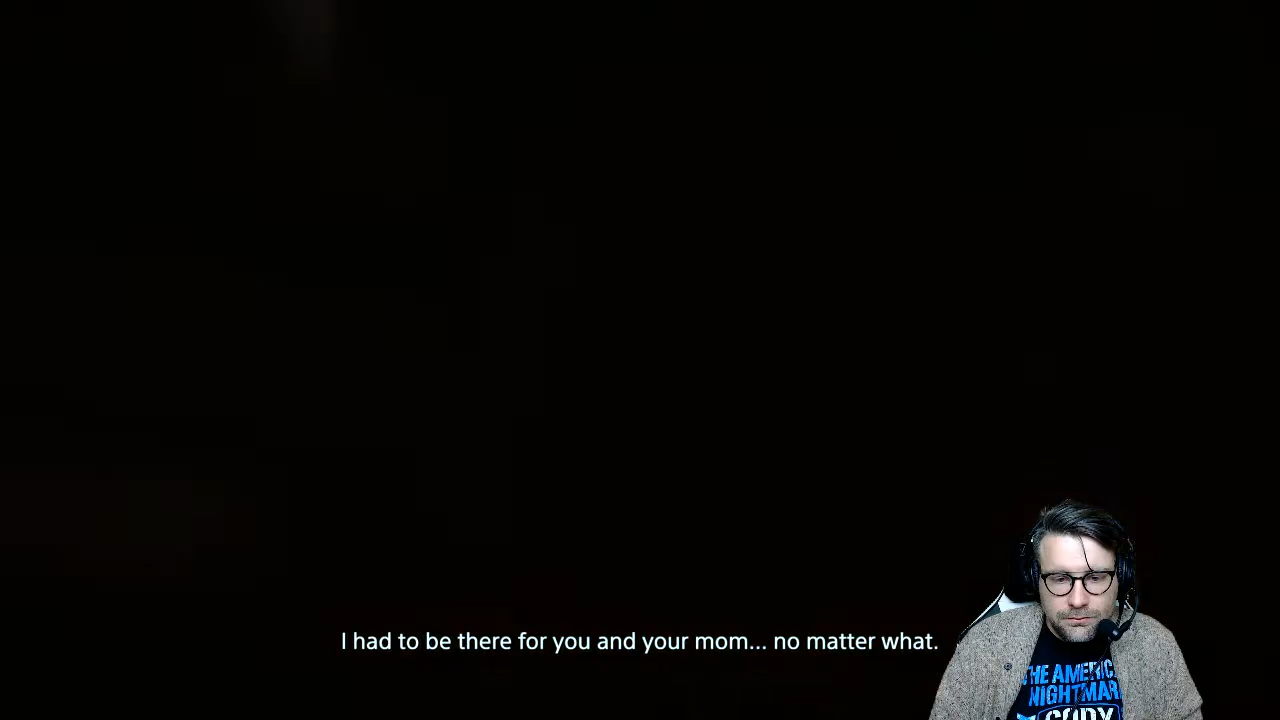 I had to be there for you and your mom... no matter what.
THE AMERIC
NIGHTMAR
CODY